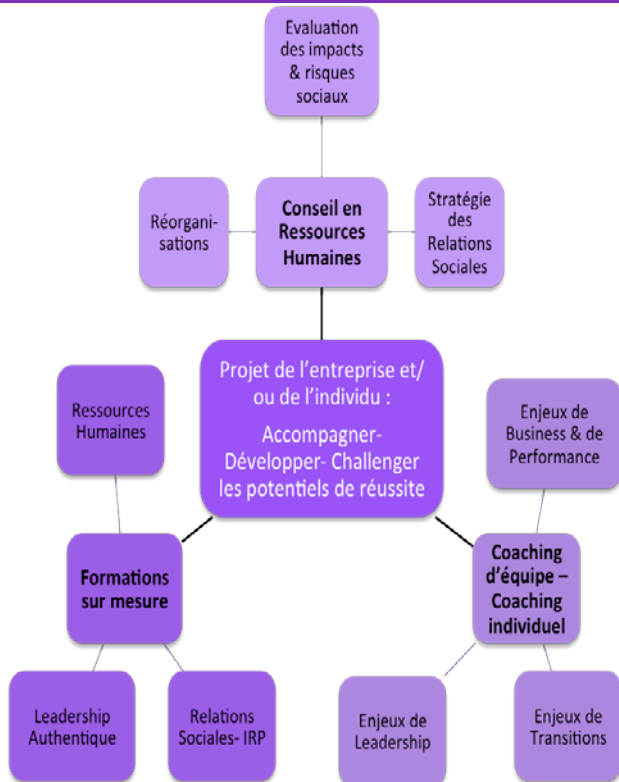 Evaluation
des impacts
& risques
sociaux
Réorgani-
sations
Conseil en
Ressources
Humaines
Stratégie
des
Relations
Sociales
Projet de l'entreprise et/
ou de l'individu :
Accompagner-
Développer- Challenger
les potentiels de réussite
Ressources
Humaines
Enjeux de
Business & de
Performance
Formations
sur mesure
Coaching
d'équipe –
Coaching
individuel
Leadership
Authentique
Relations
Sociales- IRP
Enjeux de
Leadership
Enjeux de
Transitions